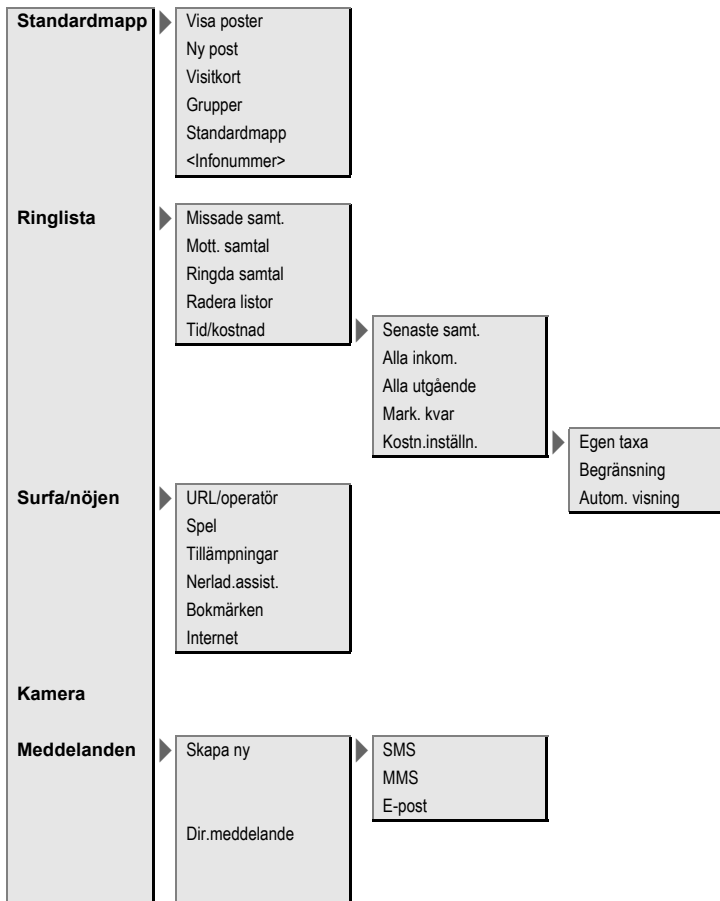 Standardmapp
Visa poster
Ny post
Visitkort
Grupper
Standardmapp
<Infonummer>
Ringlista
Missade samt.
Mott. samtal
Ringda samtal
Radera listor
Tid/kostnad
Senaste samt.
Alla inkom.
Alla utgående
Mark. kvar
Kostn.inställn.
Egen taxa
Begränsning
Autom. visning
Surfa/nöjen
URL/operatör
Spel
Tillämpningar
Nerlad.assist.
Bokmärken
Internet
Kamera
Meddelanden
Skapa ny
SMS
MMS
E-post
Dir.meddelande